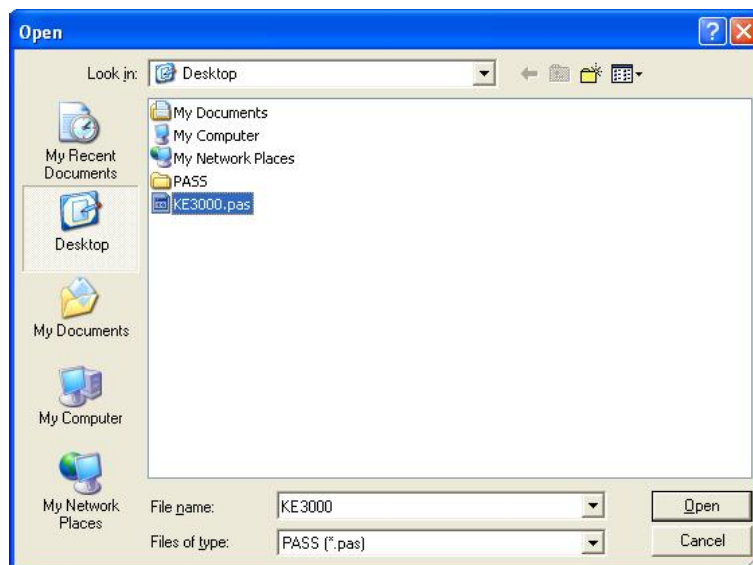 Open
Look in: Desktop
My Recent Documents
Desktop
My Documents
My Computer
My Network Places
My Documents
My Computer
My Network Places
PASS
KE3000.pas
File name: KE3000 Open
Files of type: PASS (*.pas) Cancel